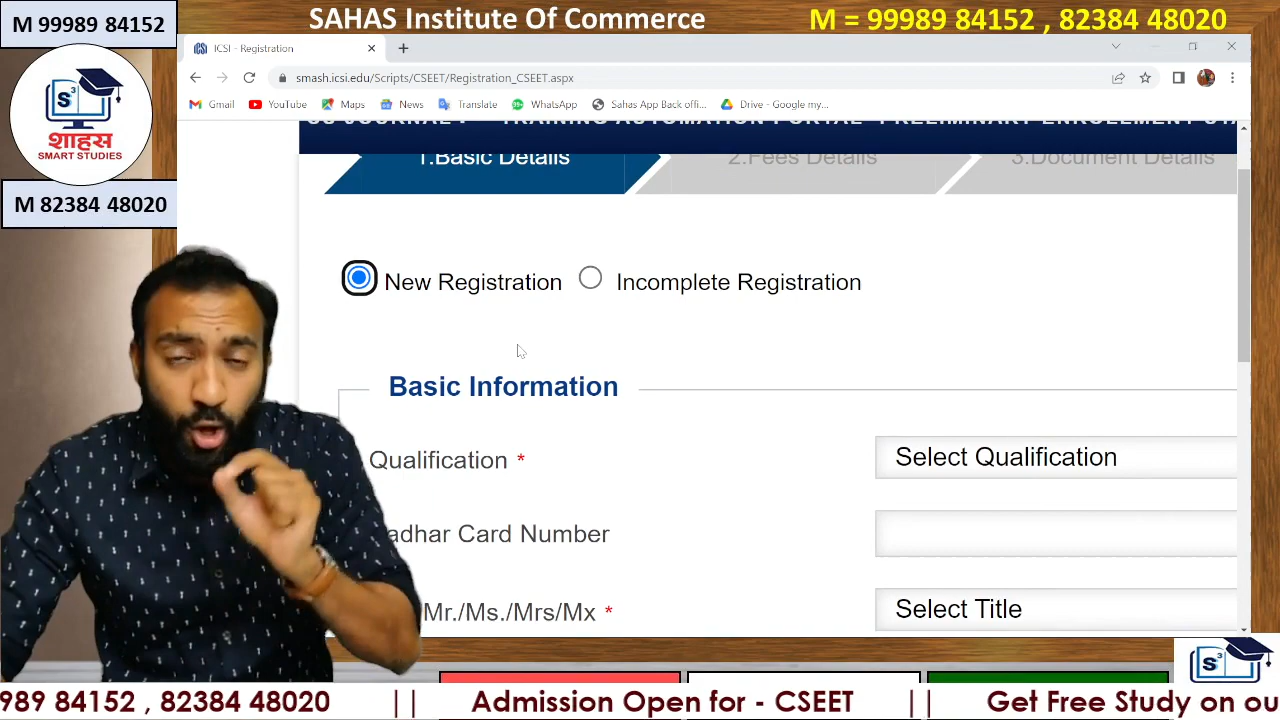 M 99989 84152
SAHAS Institute Of Commerce
M = 99989 84152 , 82384 48020
S³
शाहस
SMART STUDIES
M 82384 48020
ICSI - Registration
smash.icsi.edu/Scripts/CSEET/Registration_CSEET.aspx
Gmail
YouTube
Maps
News
Translate
WhatsApp
Sahas App Back offi...
Drive - Google my...
1.Basic Details
2.Fees Details
3.Document Details
New Registration
Incomplete Registration
Basic Information
Qualification *
Select Qualification
adhar Card Number
Mr./Ms./Mrs/Mx *
Select Title
S³
989 84152 , 82384 48020 || Admission Open for - CSEET || Get Free Study on ou